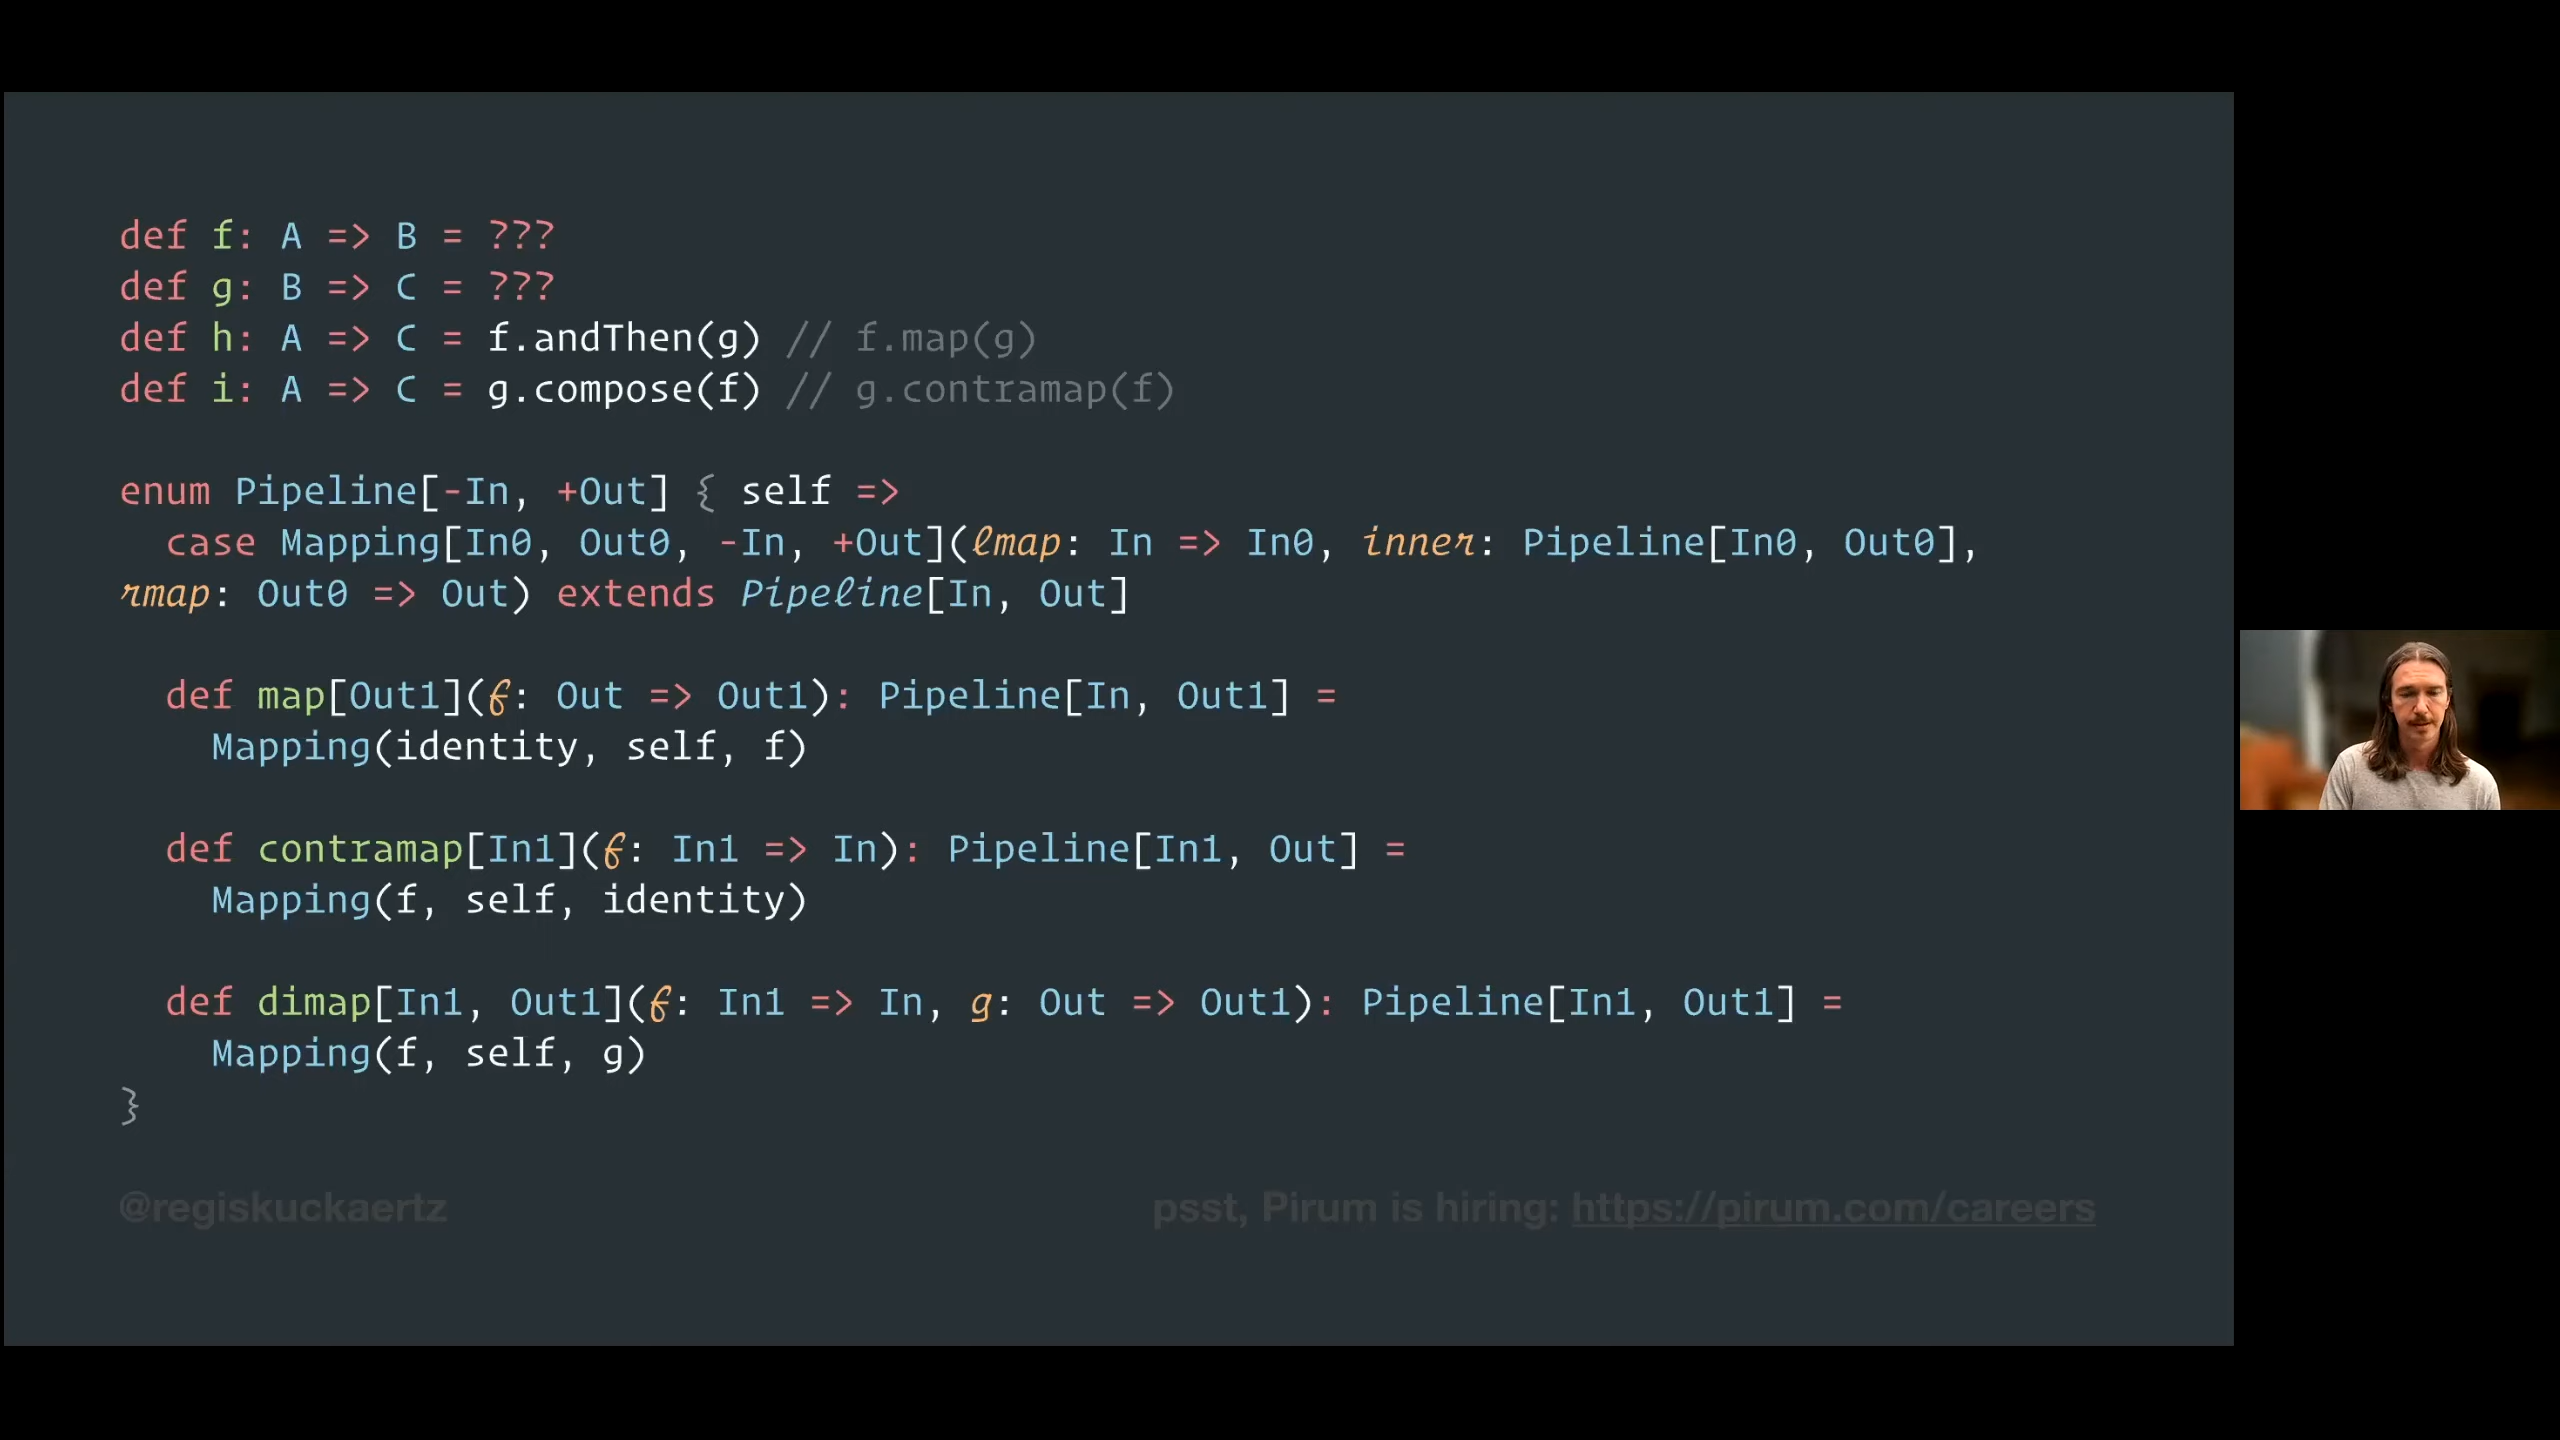 def f: A => B = ???
def g: B => C = ???
def h: A => C = f.andThen(g) // f.map(g)
def i: A => C = g.compose(f) // g.contramap(f)
enum Pipeline[-In, +Out] { self =>
case Mapping[In0, Out0, -In, +Out](lmap: In => In0, inner: Pipeline[In0, Out0],
rmap: Out0 => Out) extends Pipeline[In, Out]
def map[Out1](f: Out => Out1): Pipeline[In, Out1] =
Mapping(identity, self, f)
def contramap[In1](f: In1 => In): Pipeline[In1, Out] =
Mapping(f, self, identity)
def dimap[In1, Out1](f: In1 => In, g: Out => Out1): Pipeline[In1, Out1] =
Mapping(f, self, g)
}
@regiskuckaertz
psst, Pirum is hiring: https://pirum.com/careers